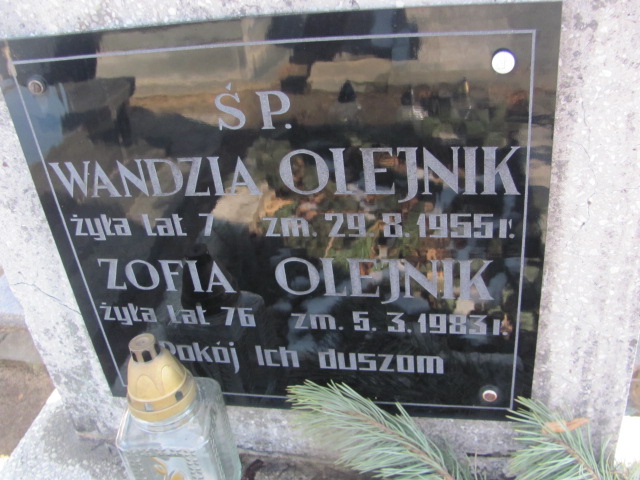 Ś P.
WANDZIA OLEJNIK
żyła lat 7 zm. 29. 8. 1955 r.
ZOFIA OLEJNIK
żyła lat 76 zm. 5. 3. 1983 r.
Pokój Ich duszom